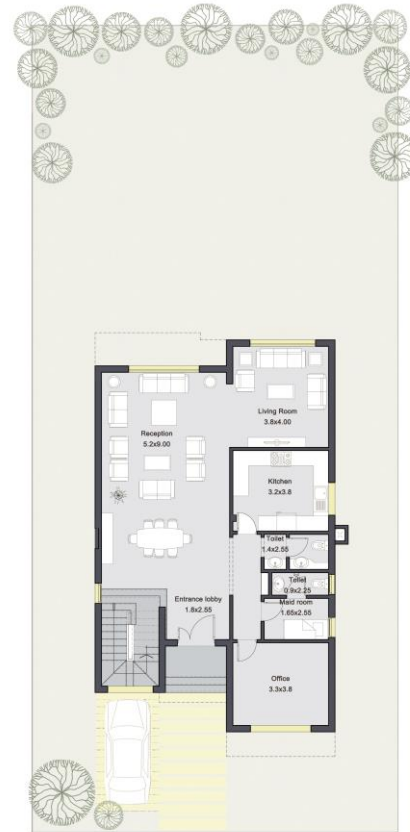 Living Room
3.8x4.00
Reception
5.2x9.00
Kitchen
3.2x3.8
Toilet
1.4x2.55
Toilet
0.9x2.25
Maid room
1.65x2.55
Entrance lobby
1.8x2.55
Office
3.3x3.8